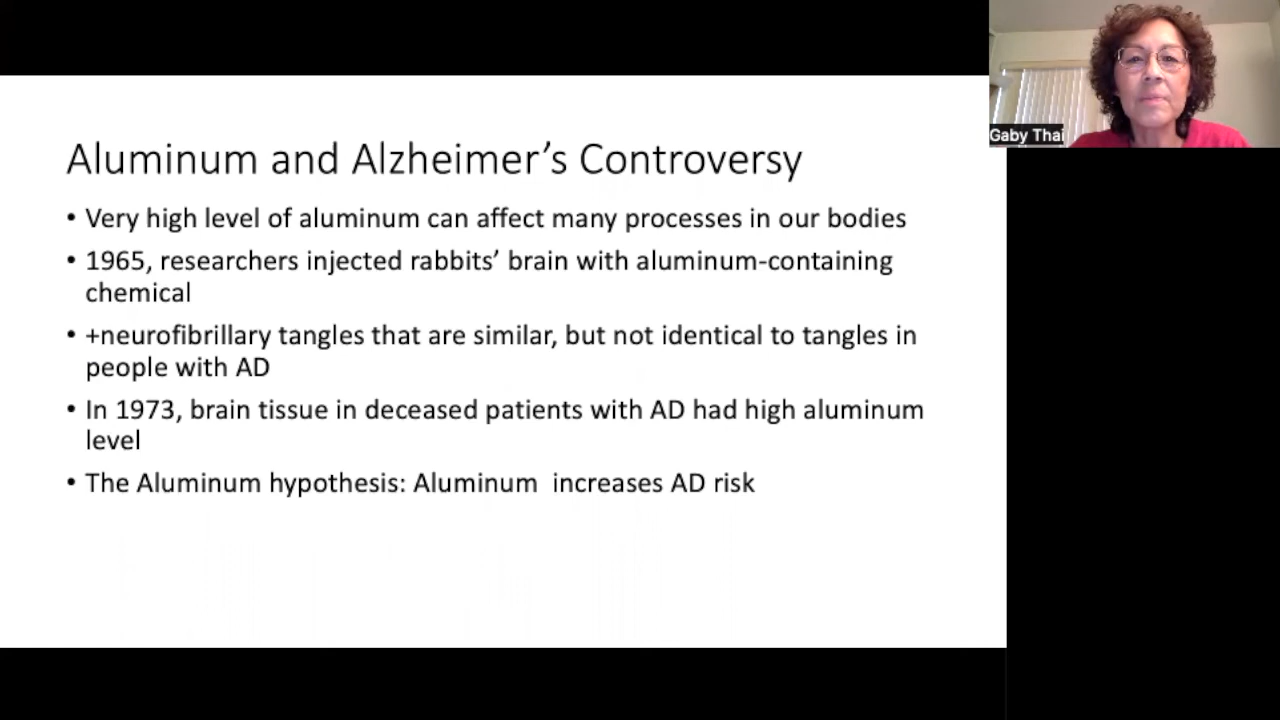 Aluminum and Alzheimer’s Controversy
• Very high level of aluminum can affect many processes in our bodies
• 1965, researchers injected rabbits’ brain with aluminum-containing
chemical
• +neurofibrillary tangles that are similar, but not identical to tangles in
people with AD
• In 1973, brain tissue in deceased patients with AD had high aluminum
level
• The Aluminum hypothesis: Aluminum  increases AD risk
Gaby Thai